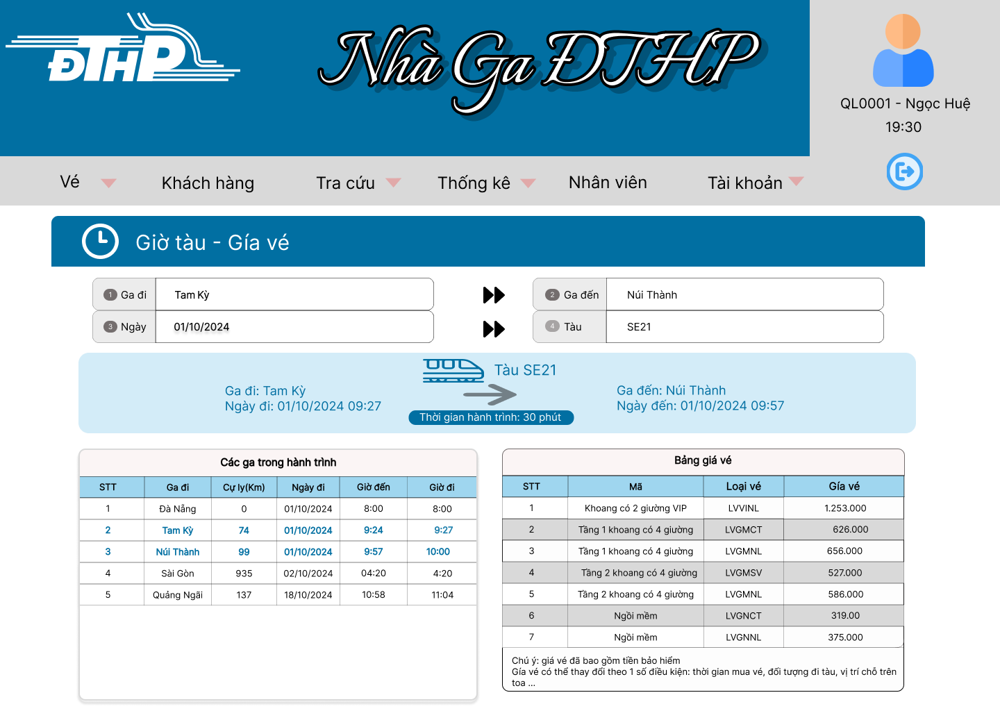 ĐTHP
Nhà Ga ĐTHP
QL0001 - Ngọc Huệ
19:30
Vé Khách hàng Tra cứu Thống kê Nhân viên Tài khoản
Giờ tàu - Gía vé
1 Ga đi Tam Kỳ 2 Ga đến Núi Thành
3 Ngày 01/10/2024 4 Tàu SE21
Tàu SE21
Ga đi: Tam Kỳ Ga đến: Núi Thành
Ngày đi: 01/10/2024 09:27 Ngày đến: 01/10/2024 09:57
Thời gian hành trình: 30 phút
Các ga trong hành trình
STT Ga đi Cự ly(Km) Ngày đi Giờ đến Giờ đi
1 Đà Nẵng 0 01/10/2024 8:00 8:00
2 Tam Kỳ 74 01/10/2024 9:24 9:27
3 Núi Thành 99 01/10/2024 9:57 10:00
4 Sài Gòn 935 02/10/2024 04:20 4:20
5 Quảng Ngãi 137 18/10/2024 10:58 11:04
Bảng giá vé
STT Mã Loại vé Gía vé
1 Khoang có 2 giường VIP LVVINL 1.253.000
2 Tầng 1 khoang có 4 giường LVGMCT 626.000
3 Tầng 1 khoang có 4 giường LVGMNL 656.000
4 Tầng 2 khoang có 4 giường LVGMSV 527.000
5 Tầng 2 khoang có 4 giường LVGMNL 586.000
6 Ngồi mềm LVGNCT 319.00
7 Ngồi mềm LVGNNL 375.000
Chú ý: giá vé đã bao gồm tiền bảo hiểm
Gía vé có thể thay đổi theo 1 số điều kiện: thời gian mua vé, đối tượng đi tàu, vị trí chỗ trên
toa ...